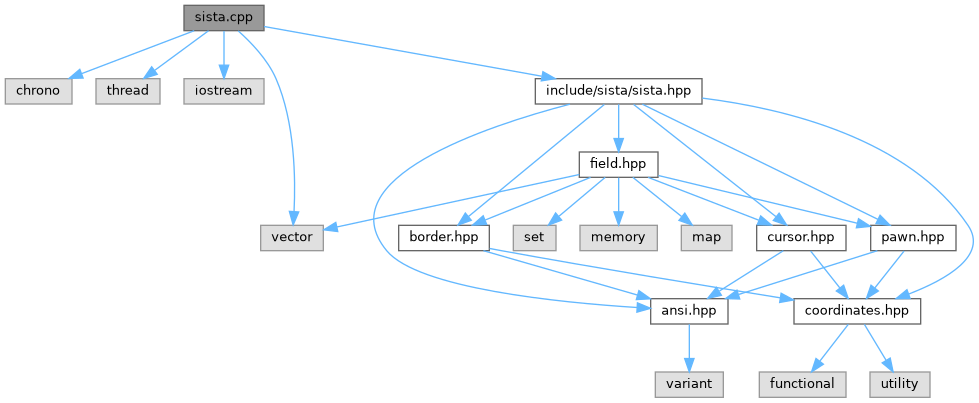 sista.cpp
chrono
thread
iostream
include/sista/sista.hpp
field.hpp
vector
border.hpp
set
memory
map
cursor.hpp
pawn.hpp
ansi.hpp
coordinates.hpp
variant
functional
utility